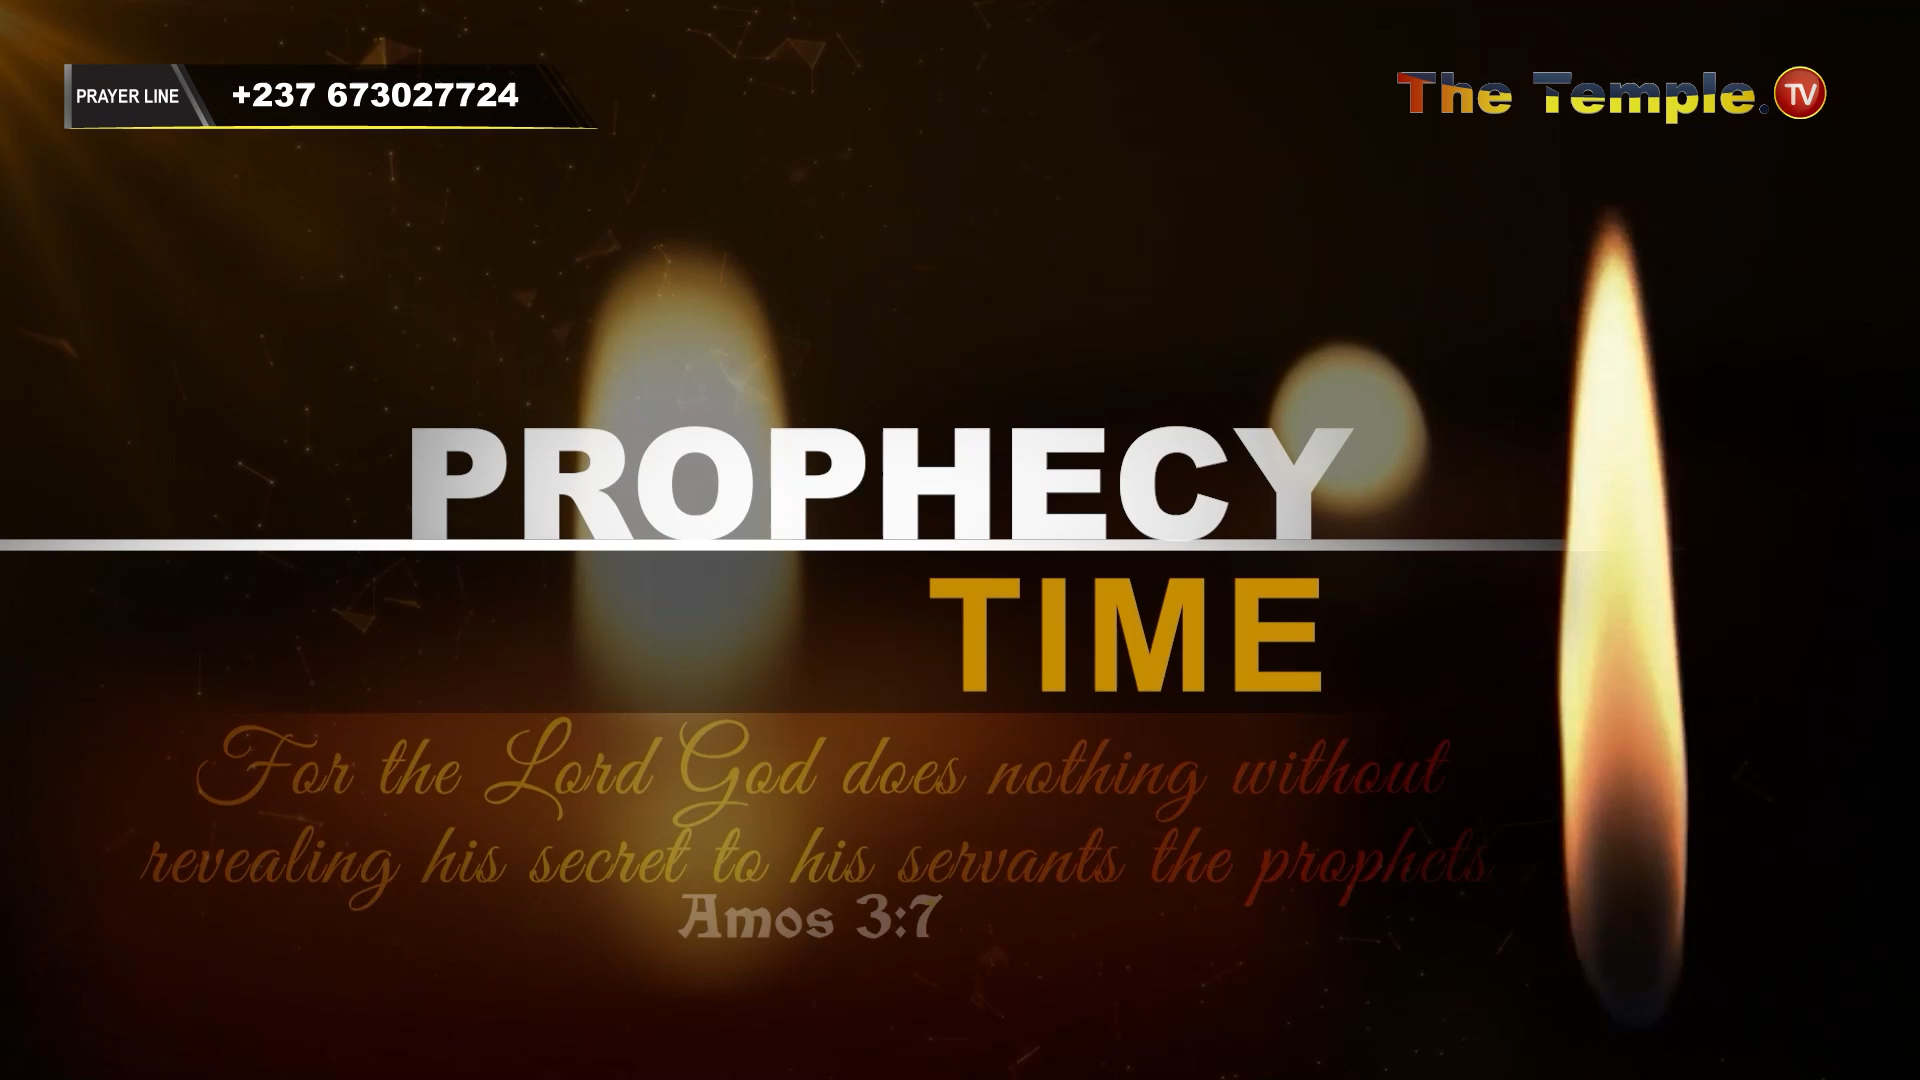 PRAYER LINE +237 673027724
The Temple. TV
PROPHECY
TIME
For the Lord God does nothing without
revealing his secret to his servants the prophets
Amos 3:7